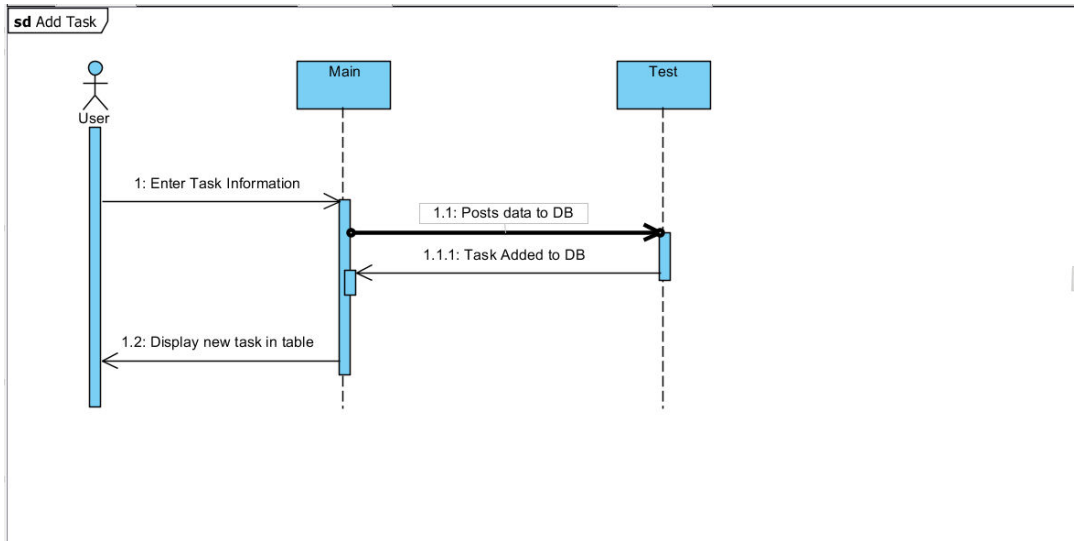 sd Add Task
User
Main
Test
1: Enter Task Information
1.1: Posts data to DB
1.1.1: Task Added to DB
1.2: Display new task in table